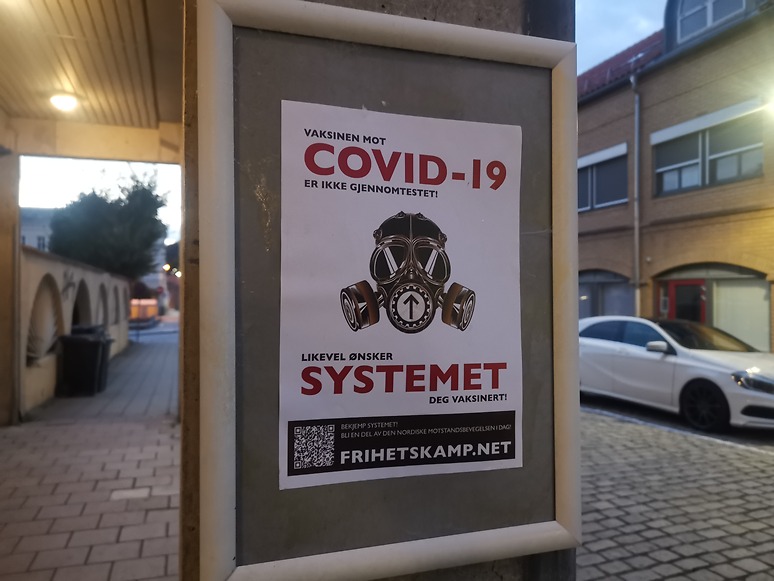 VAKSINEN MOT
COVID-19
ER IKKE GJENNOMTESTET!
LIKEVEL ØNSKER
SYSTEMET
DEG VAKSINERT!
BEKJEMP SYSTEMET!
BLI EN DEL AV DEN NORDISKE MOTSTANDSBEVEGELSEN I DAG!
FRIHETSKAMP.NET